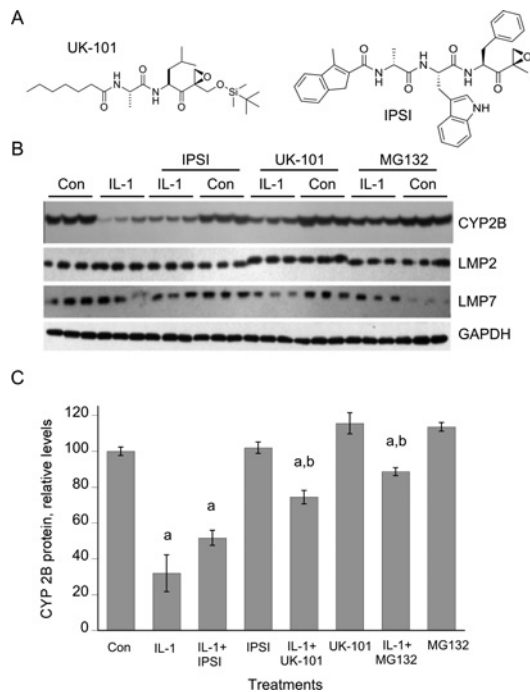 A
UK-101
O
H
N
O
N
H
O
O
O
Si
IPSI
O
N
H
O
H
N
O
N
H
O
O
NH
B
IPSI
UK-101
MG132
Con
IL-1
IL-1
Con
IL-1
Con
IL-1
Con
CYP2B
LMP2
LMP7
GAPDH
C
CYP 2B protein, relative levels
120
100
80
60
40
20
0
a
a
a,b
a,b
Con
IL-1
IL-1+
IPSI
IPSI
IL-1+
UK-101
UK-101
IL-1+
MG132
MG132
Treatments